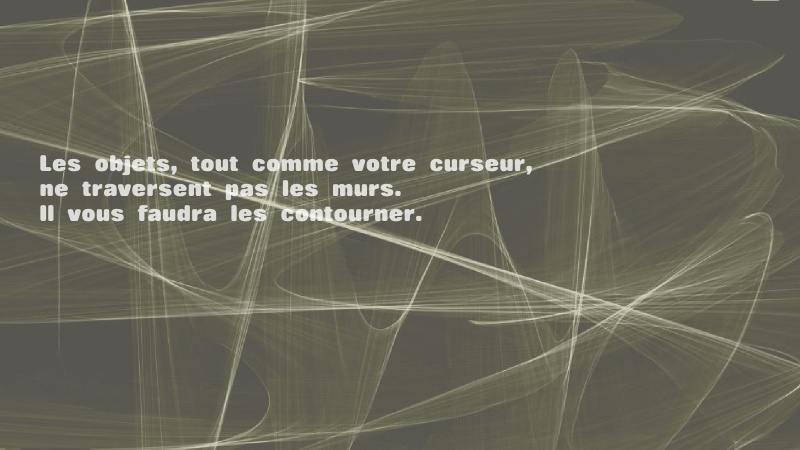 Les objets, tout comme votre curseur,
ne traversent pas les murs.
Il vous faudra les contourner.